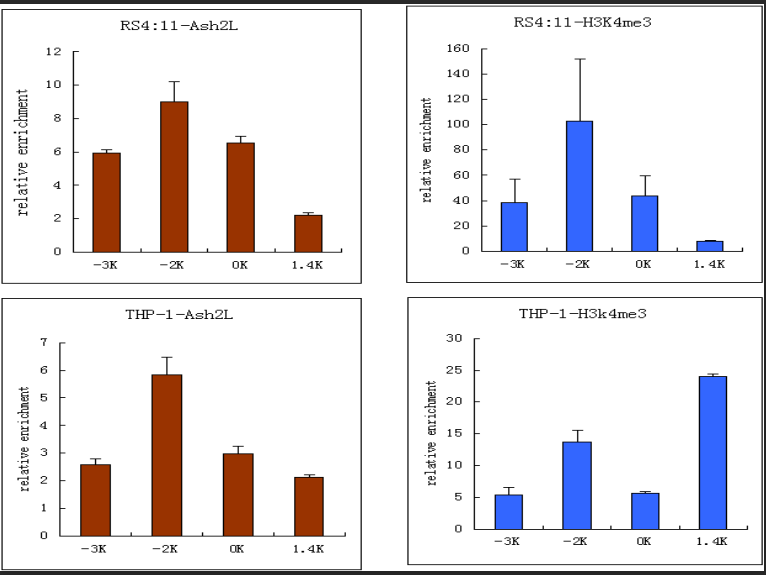 RS4:11-Ash2L
relative enrichment
12
10
8
6
4
2
0
-3K -2K 0K 1.4K
RS4:11-H3K4me3
relative enrichment
160
140
120
100
80
60
40
20
0
-3K -2K 0K 1.4K
THP-1-Ash2L
relative enrichment
7
6
5
4
3
2
1
0
-3K -2K 0K 1.4K
THP-1-H3k4me3
relative enrichment
30
25
20
15
10
5
0
-3K -2K 0K 1.4K